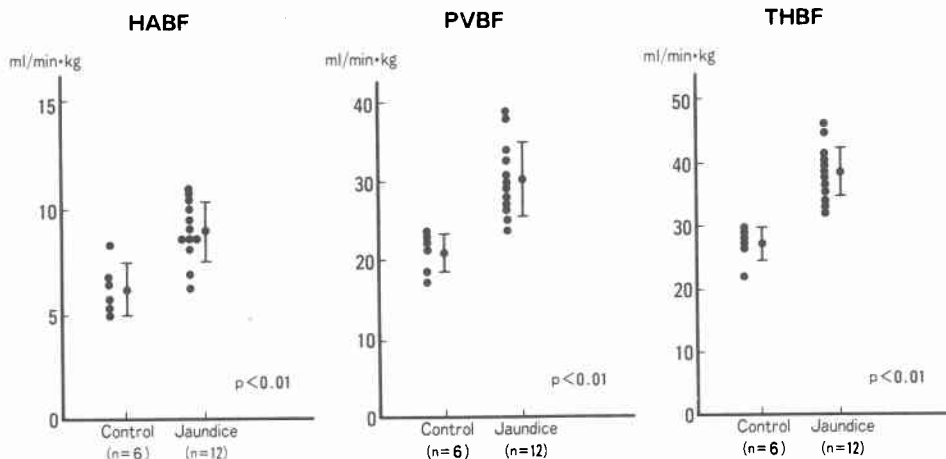 HABF
ml/min•kg
15
10
5
0
Control
Jaundice
(n=6)
(n=12)
p<0.01
PVBF
ml/min•kg
40
30
20
10
0
Control
Jaundice
(n=6)
(n=12)
p<0.01
THBF
ml/min•kg
50
40
30
20
10
0
Control
Jaundice
(n=6)
(n=12)
p<0.01